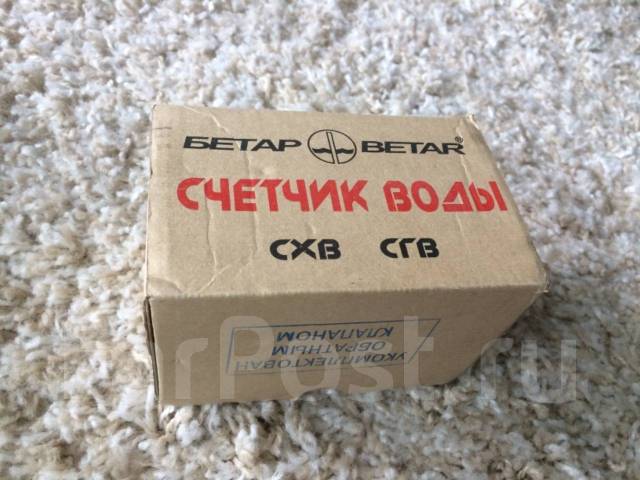 БЕТАР BETAR®
СЧЕТЧИК ВОДЫ
СХВ СГВ
УКОМПЛЕКТОВАН
ОБРАТНЫМ
КЛАПАНОМ